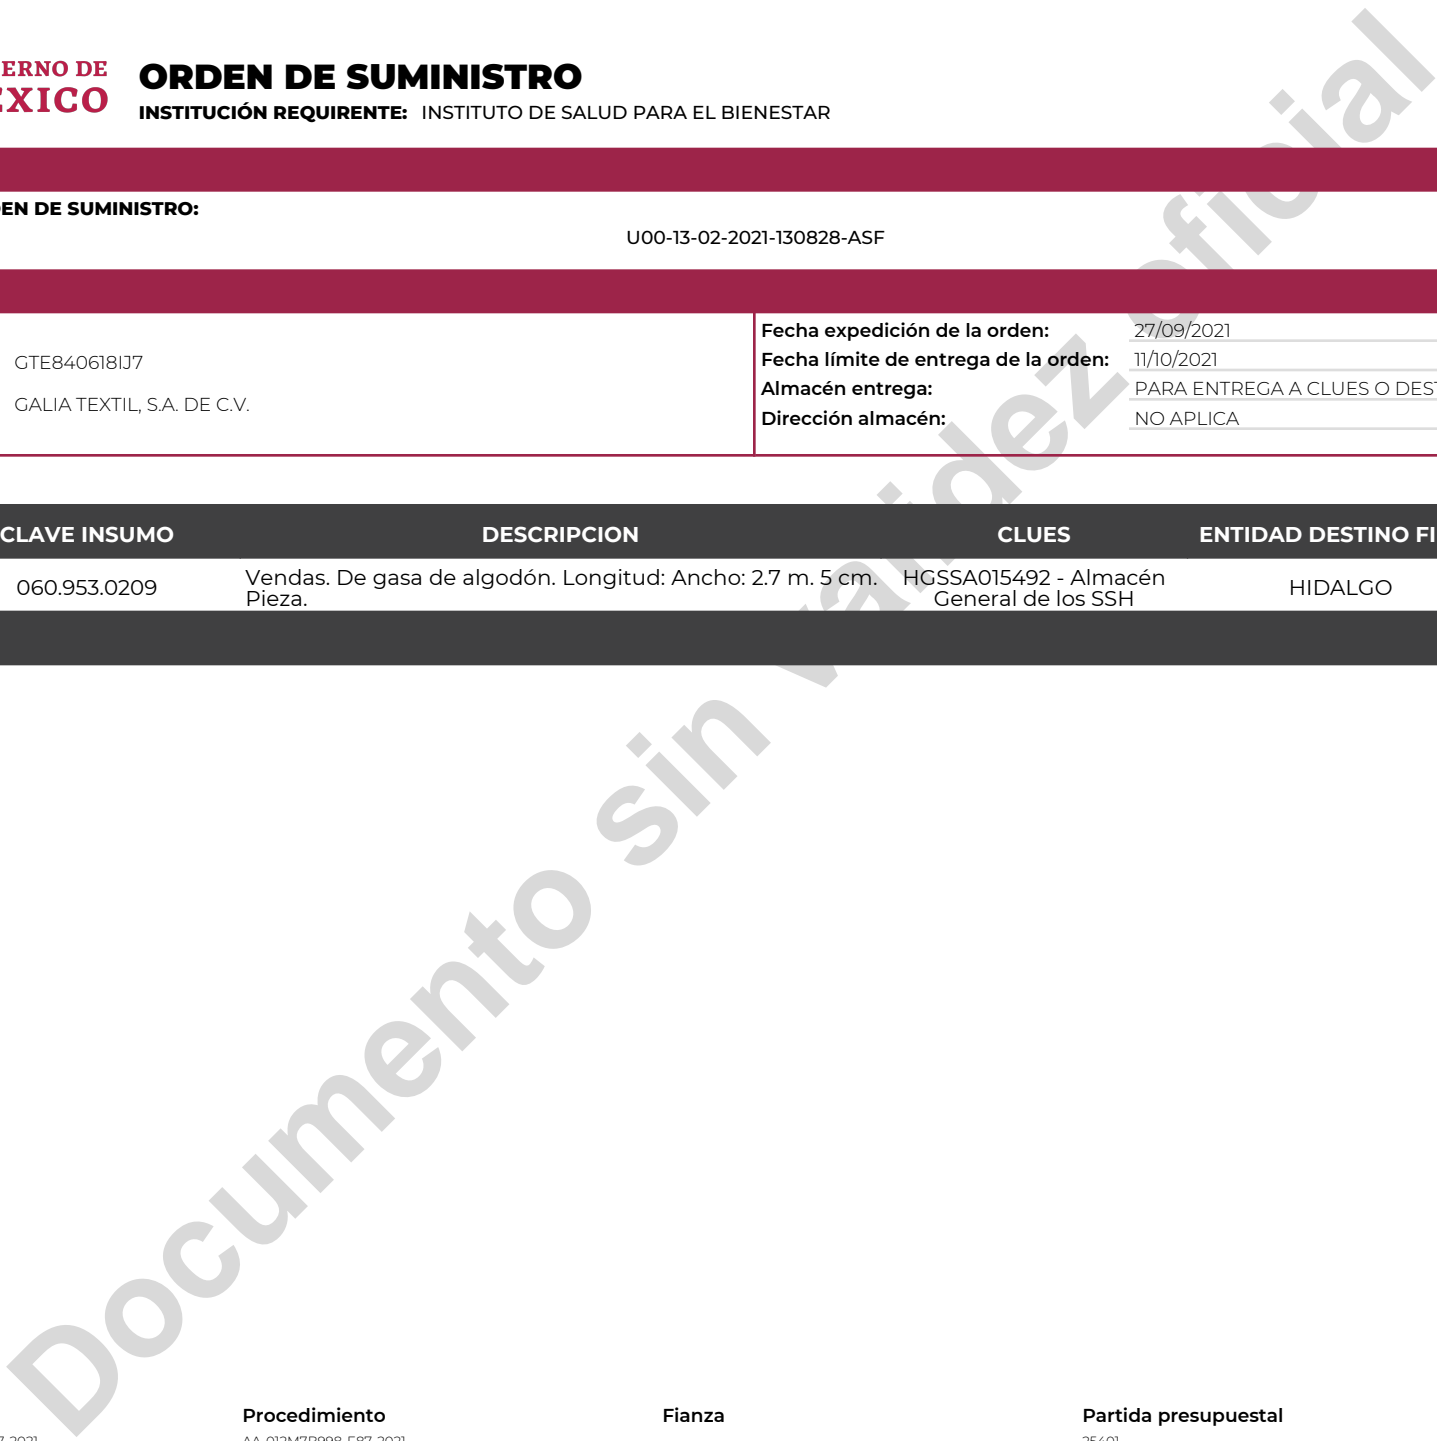 ERNO DE
EXICO
ORDEN DE SUMINISTRO
INSTITUCIÓN REQUIRENTE: INSTITUTO DE SALUD PARA EL BIENESTAR
EN DE SUMINISTRO:
U00-13-02-2021-130828-ASF
GTE840618IJ7
GALIA TEXTIL, S.A. DE C.V.
Fecha expedición de la orden: 27/09/2021
Fecha límite de entrega de la orden: 11/10/2021
Almacén entrega: PARA ENTREGA A CLUES O DEST
Dirección almacén: NO APLICA
CLAVE INSUMO DESCRIPCION CLUES ENTIDAD DESTINO FI
060.953.0209 Vendas. De gasa de algodón. Longitud: Ancho: 2.7 m. 5 cm. Pieza. HGSSA015492 - Almacén General de los SSH HIDALGO
Documento sin validez oficial
Procedimiento Fianza Partida presupuestal